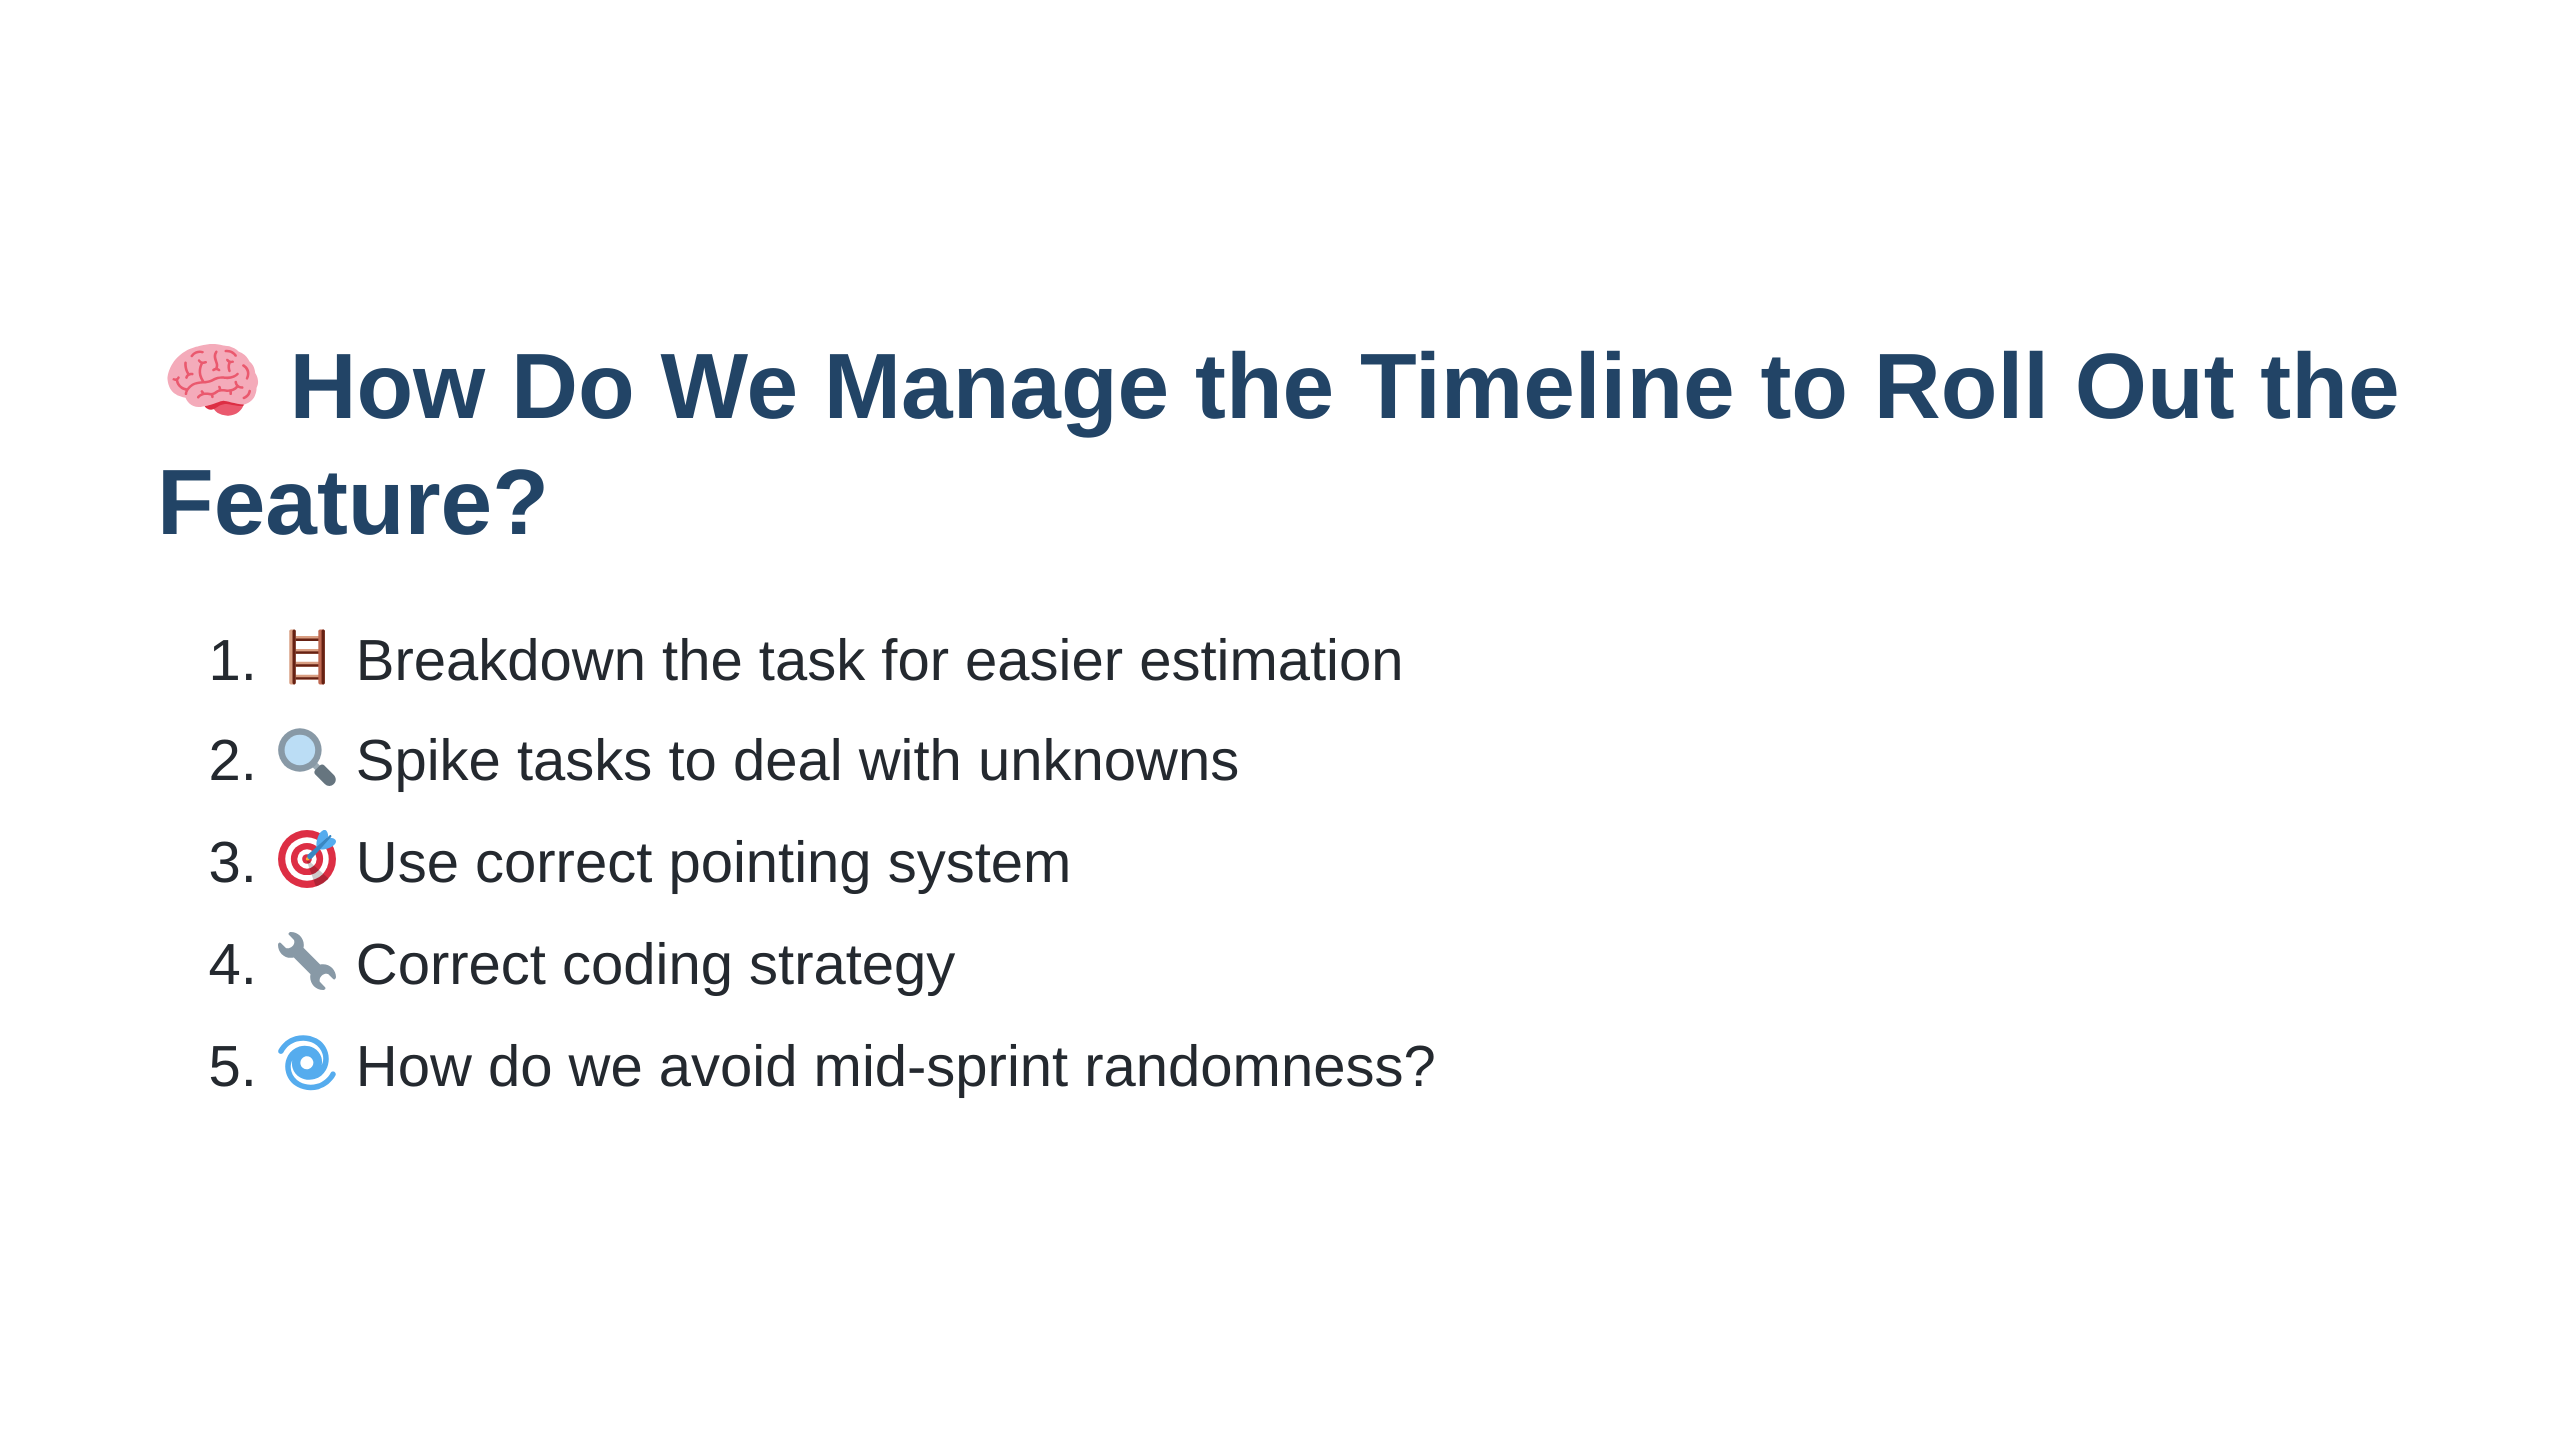 🧠 How Do We Manage the Timeline to Roll Out the
Feature?
1. 🪜 Breakdown the task for easier estimation
2. 🔍 Spike tasks to deal with unknowns
3. 🎯 Use correct pointing system
4. 🔧 Correct coding strategy
5. 🌀 How do we avoid mid-sprint randomness?